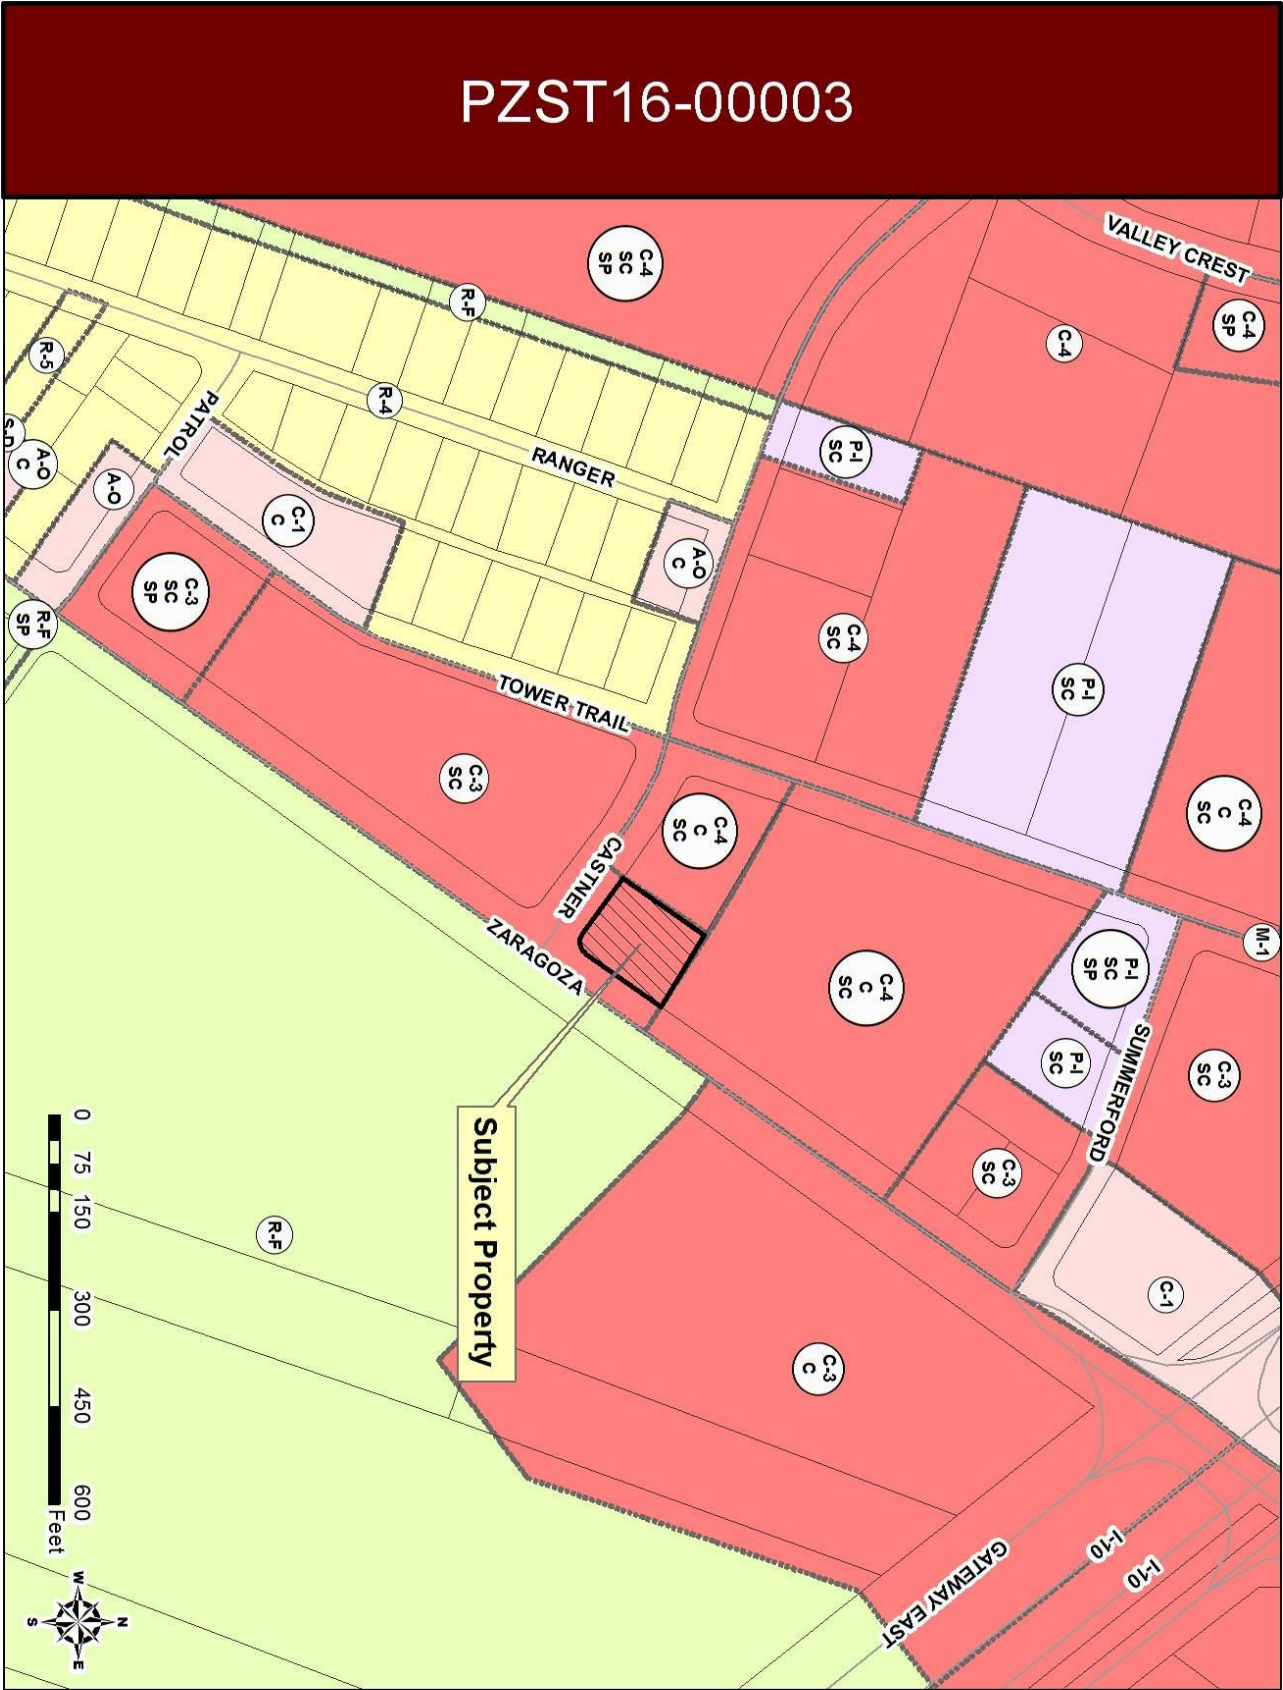 PZST16-00003
VALLEY CREST
C-4
SC
SP
C-4
SP
C-4
R-F
R-5
R-4
PATROL
RANGER
P-I
SC
S-D
A-O
C
A-O
C-1
C
A-O
C
C-3
SC
SP
R-F
SP
C-4
SC
P-I
SC
TOWER TRAIL
C-3
SC
C-4
C
SC
C-4
C
SC
CASTNER
ZARAGOZA
M-1
C-4
C
SC
P-I
SC
SP
P-I
SC
SUMMERFORD
C-3
SC
C-3
SC
Subject Property
R-F
C-1
C-3
C
GATEWAY EAST
I-10
I-10
0 75 150 300 450 600
Feet
W
N
S
E